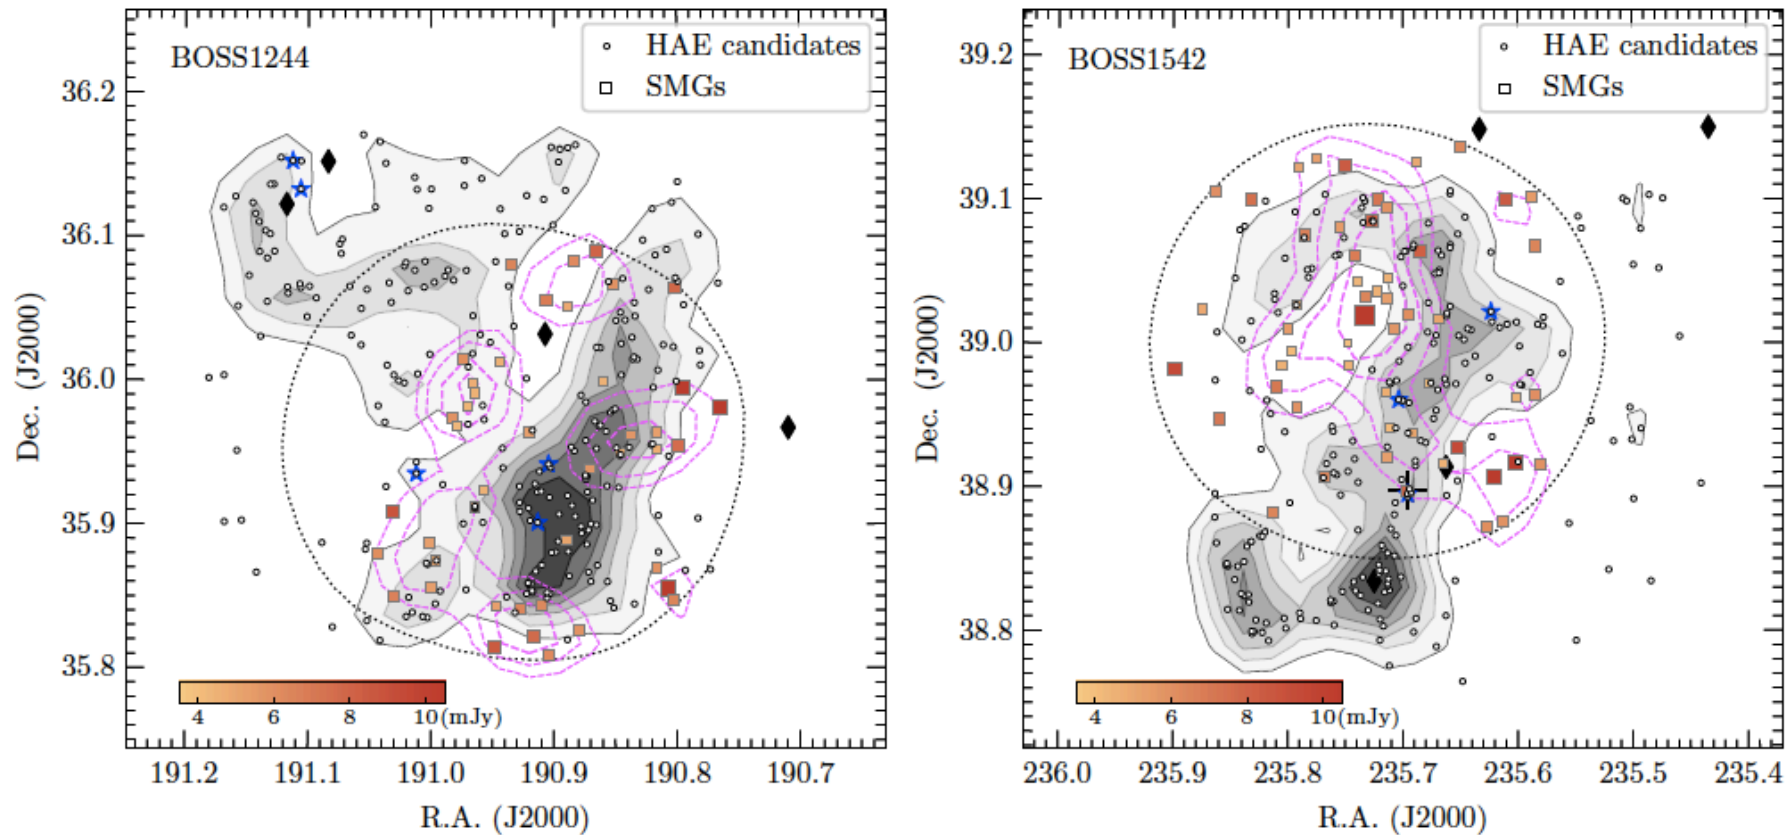 BOSS1244
HAE candidates
SMGs
36.2
36.1
36.0
35.9
35.8
Dec. (J2000)
4 6 8 10(mJy)
191.2 191.1 191.0 190.9 190.8 190.7
R.A. (J2000)
BOSS1542
HAE candidates
SMGs
39.2
39.1
39.0
38.9
38.8
Dec. (J2000)
4 6 8 10(mJy)
236.0 235.9 235.8 235.7 235.6 235.5 235.4
R.A. (J2000)